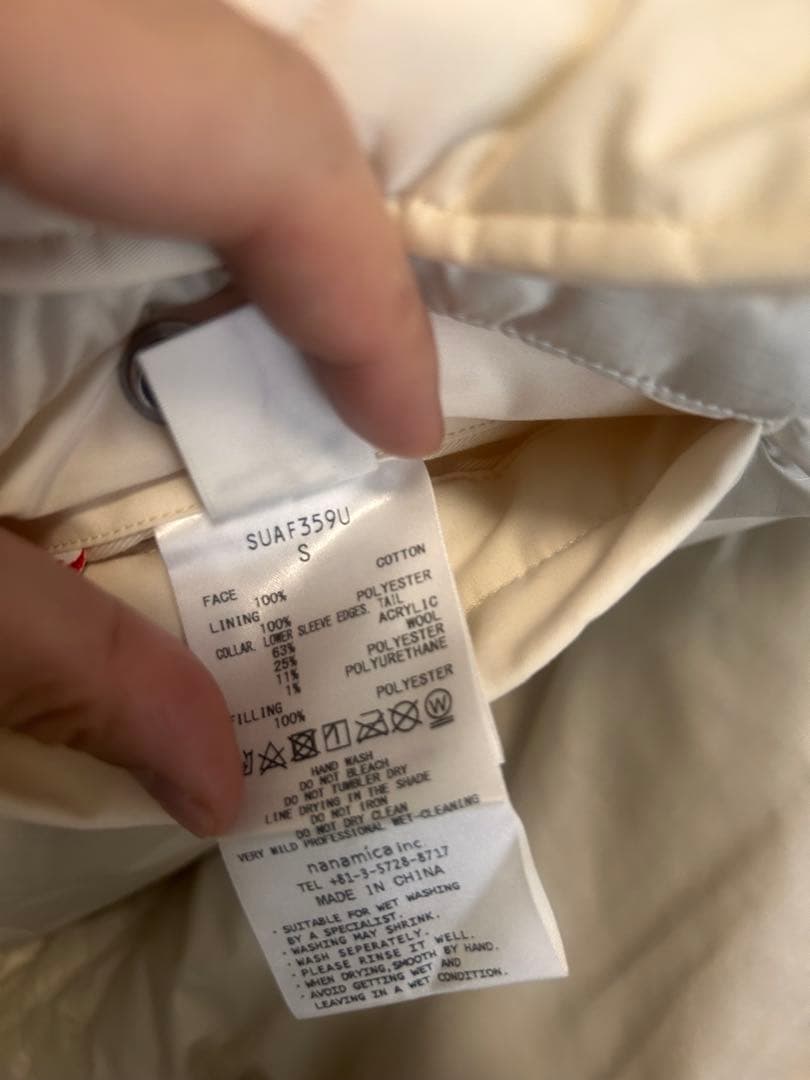 SUAF359U
S
FACE 100% COTTON
LINING 100% POLYESTER
COLLAR. LOWER SLEEVE EDGES. TAIL
63% ACRYLIC
25% WOOL
11% POLYESTER
1% POLYURETHANE
FILLING
100% POLYESTER
W
HAND WASH
DO NOT BLEACH
DO NOT TUMBLER DRY
LINE DRYING IN THE SHADE
DO NOT IRON
DO NOT DRY CLEAN
VERY MILD PROFESSIONAL WET-CLEANING
nanamica inc.
TEL +81-3-5728-8717
MADE IN CHINA
・SUITABLE FOR WET WASHING
BY A SPECIALIST.
・WASHING MAY SHRINK.
・WASH SEPERATELY.
・PLEASE RINSE IT WELL.
・WHEN DRYING,SMOOTH BY HAND.
・AVOID GETTING WET AND
LEAVING IN A WET CONDITION.